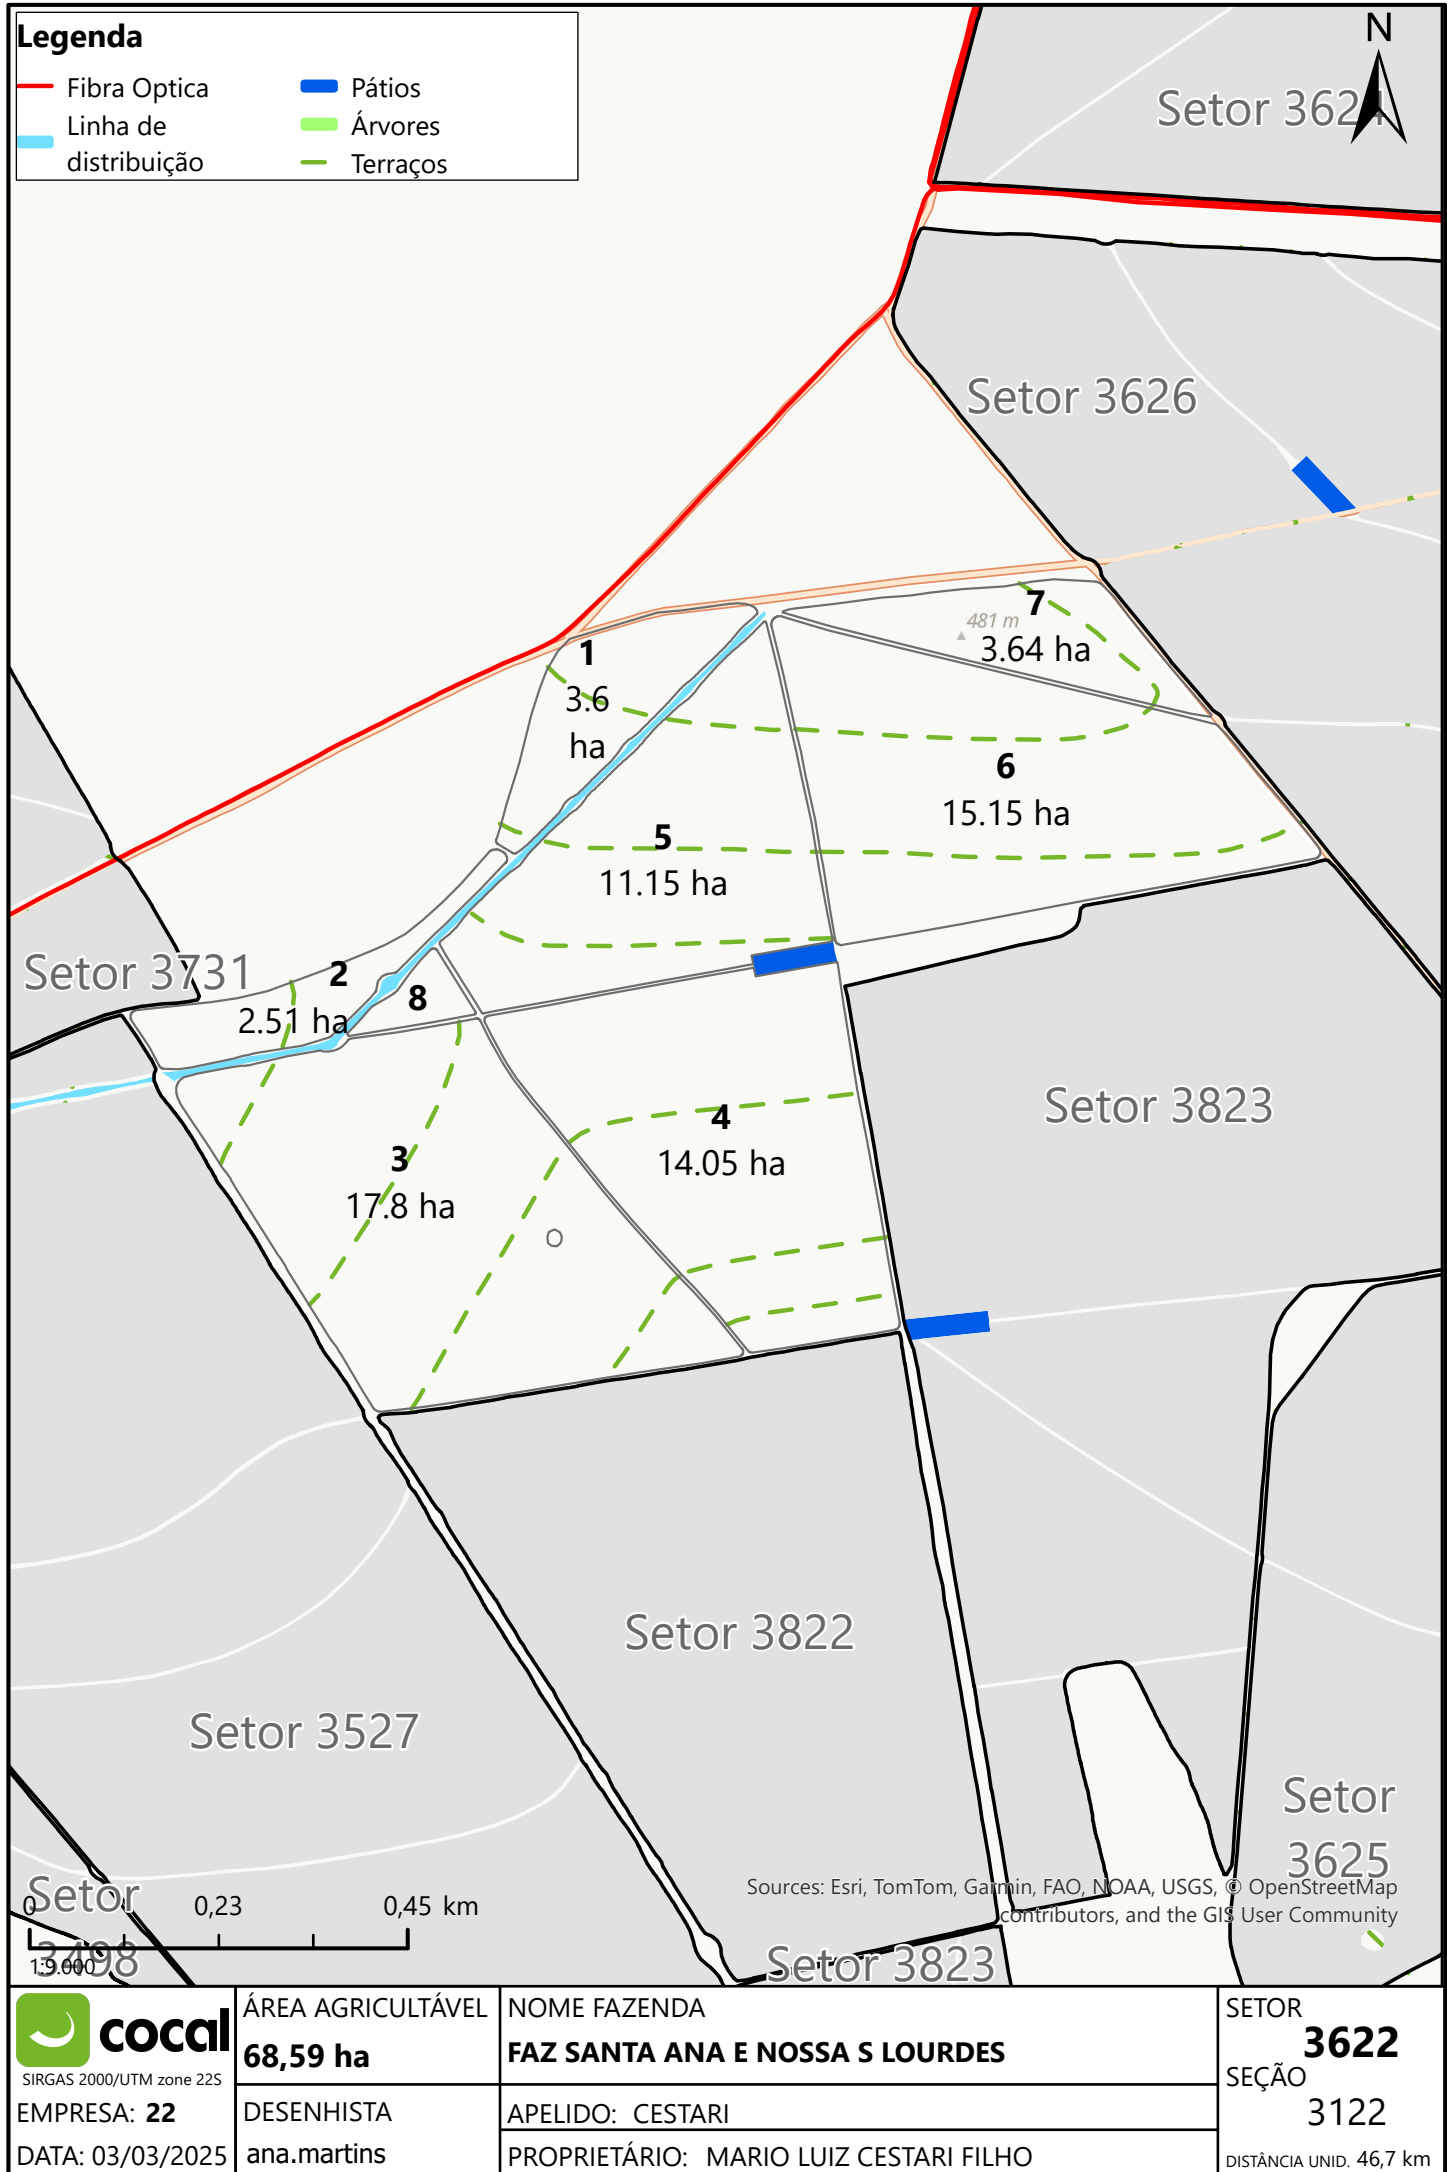 Legenda
Fibra Optica
Linha de
distribuição
Pátios
Árvores
Terraços
N
Setor 3624
Setor 3626
7
481 m
3.64 ha
1
3.6
ha
6
15.15 ha
5
11.15 ha
Setor 3731
2
2.51 ha
8
Setor 3823
4
14.05 ha
3
17.8 ha
Setor 3822
Setor 3527
Setor
3625
Setor
3498
Sources: Esri, TomTom, Garmin, FAO, NOAA, USGS, © OpenStreetMap
contributors, and the GIS User Community
0 0,23 0,45 km
1:9.000
Setor 3823
cocal
SIRGAS 2000/UTM zone 22S
EMPRESA: 22
DATA: 03/03/2025
ÁREA AGRICULTÁVEL
68,59 ha
DESENHISTA
ana.martins
NOME FAZENDA
FAZ SANTA ANA E NOSSA S LOURDES
APELIDO: CESTARI
PROPRIETÁRIO: MARIO LUIZ CESTARI FILHO
SETOR
3622
SEÇÃO
3122
DISTÂNCIA UNID. 46,7 km